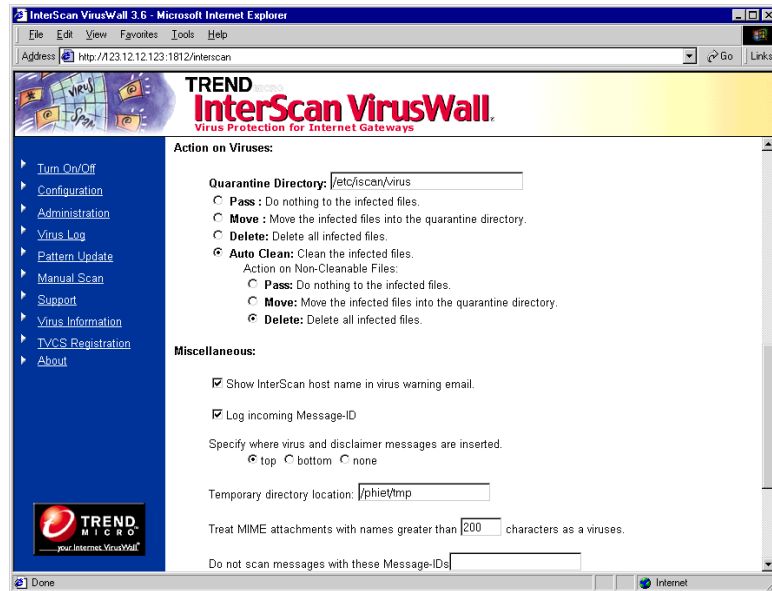 InterScan VirusWall 3.6 - Microsoft Internet Explorer
File Edit View Favorites Tools Help
Address http://123.12.12.123:1812/interscan Go Links
VIRUS
TREND MICRO
InterScan VirusWall.
Virus Protection for Internet Gateways
Turn On/Off
Configuration
Administration
Virus Log
Pattern Update
Manual Scan
Support
Virus Information
TVCS Registration
About
TREND
MICRO
your Internet VirusWall
Action on Viruses:
Quarantine Directory: /etc/iscan/virus
Pass : Do nothing to the infected files.
Move : Move the infected files into the quarantine directory.
Delete: Delete all infected files.
Auto Clean: Clean the infected files.
Action on Non-Cleanable Files:
Pass: Do nothing to the infected files.
Move: Move the infected files into the quarantine directory.
Delete: Delete all infected files.
Miscellaneous:
Show InterScan host name in virus warning email.
Log incoming Message-ID
Specify where virus and disclaimer messages are inserted.
top bottom none
Temporary directory location: /phiet/tmp
Treat MIME attachments with names greater than 200 characters as a viruses.
Do not scan messages with these Message-IDs
Done Internet